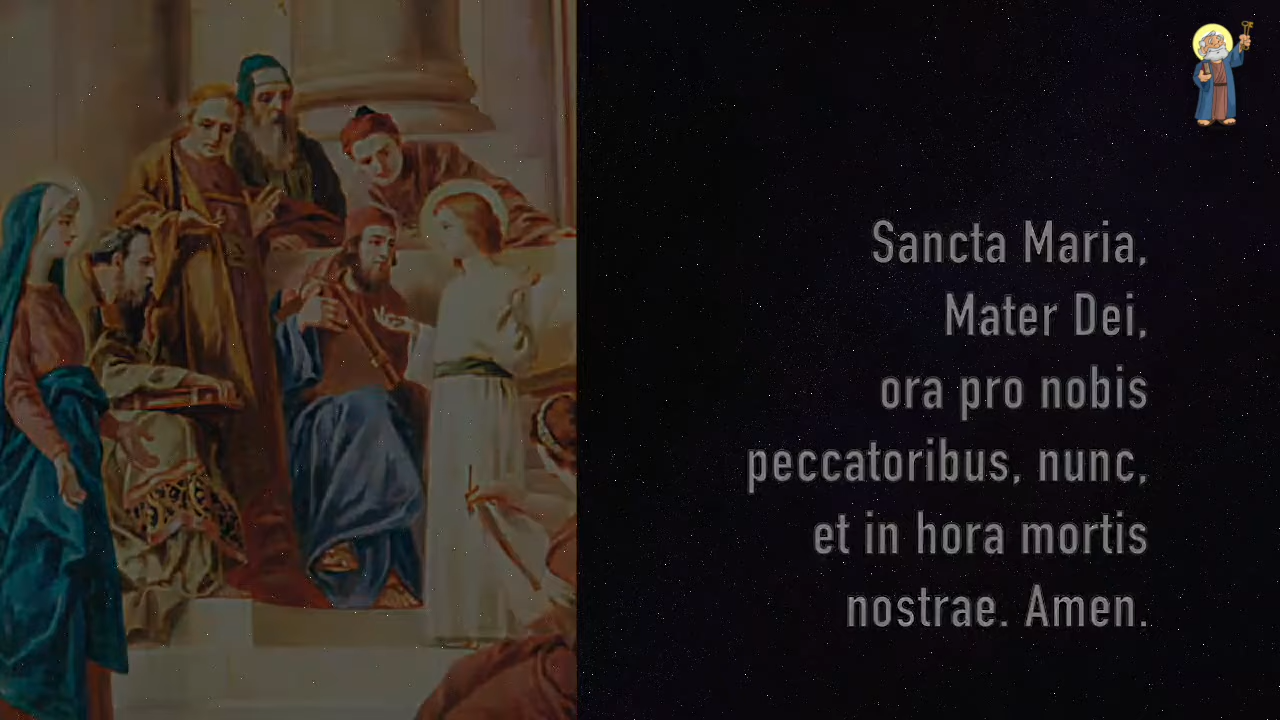 Sancta Maria,
Mater Dei,
ora pro nobis
peccatoribus, nunc,
et in hora mortis
nostrae. Amen.